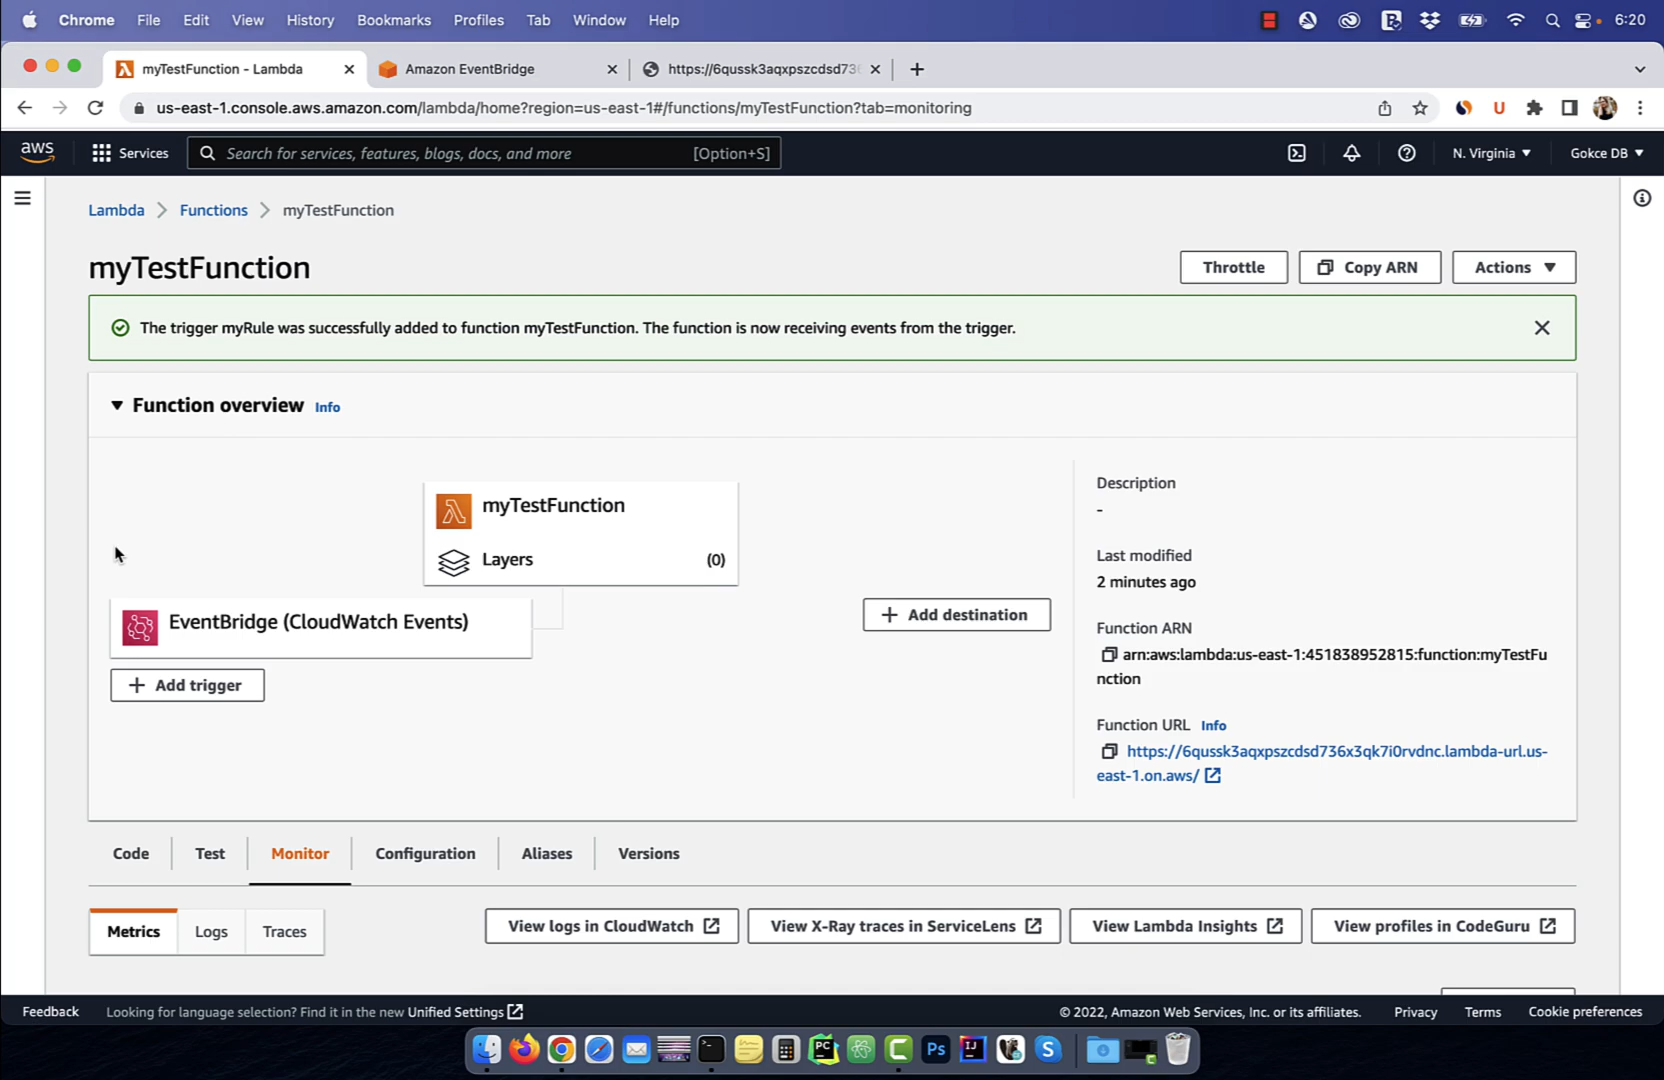 Chrome File Edit View History Bookmarks Profiles Tab Window Help 6:20
myTestFunction - Lambda Amazon EventBridge https://6qussk3aqxpszcdsd736
us-east-1.console.aws.amazon.com/lambda/home?region=us-east-1#/functions/myTestFunction?tab=monitoring
aws Services Search for services, features, blogs, docs, and more [Option+S] N. Virginia Gokce DB
Lambda Functions myTestFunction
myTestFunction Throttle Copy ARN Actions
The trigger myRule was successfully added to function myTestFunction. The function is now receiving events from the trigger.
Function overview Info
myTestFunction
Layers (0)
EventBridge (CloudWatch Events)
+ Add trigger
+ Add destination
Description
-
Last modified
2 minutes ago
Function ARN
arn:aws:lambda:us-east-1:451838952815:function:myTestFu
nction
Function URL Info
https://6qussk3aqxpszcdsd736x3qk7i0rvdnc.lambda-url.us-
east-1.on.aws/
Code Test Monitor Configuration Aliases Versions
Metrics Logs Traces View logs in CloudWatch View X-Ray traces in ServiceLens View Lambda Insights View profiles in CodeGuru
Feedback Looking for language selection? Find it in the new Unified Settings © 2022, Amazon Web Services, Inc. or its affiliates. Privacy Terms Cookie preferences
PC Ps IJ